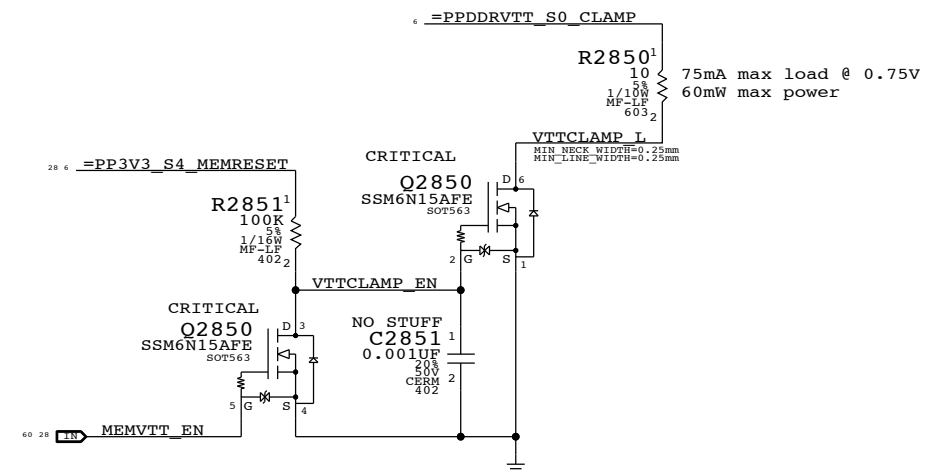 6 =PPDDRVTT_S0_CLAMP
R2850 1
10
5%
1/10W
MF-LF
603 2
75mA max load @ 0.75V
60mW max power
VTTCLAMP_L
MIN_NECK_WIDTH=0.25mm
MIN_LINE_WIDTH=0.25mm
CRITICAL
Q2850
SSM6N15AFE
SOT563
D 6
2 G S 1
28 6 =PP3V3_S4_MEMRESET
R2851 1
100K
5%
1/16W
MF-LF
402 2
VTTCLAMP_EN
CRITICAL
Q2850
SSM6N15AFE
SOT563
D 3
5 G S 4
NO STUFF
C2851 1
0.001UF
20%
50V
CERM
402
2
60 28 IN MEMVTT_EN